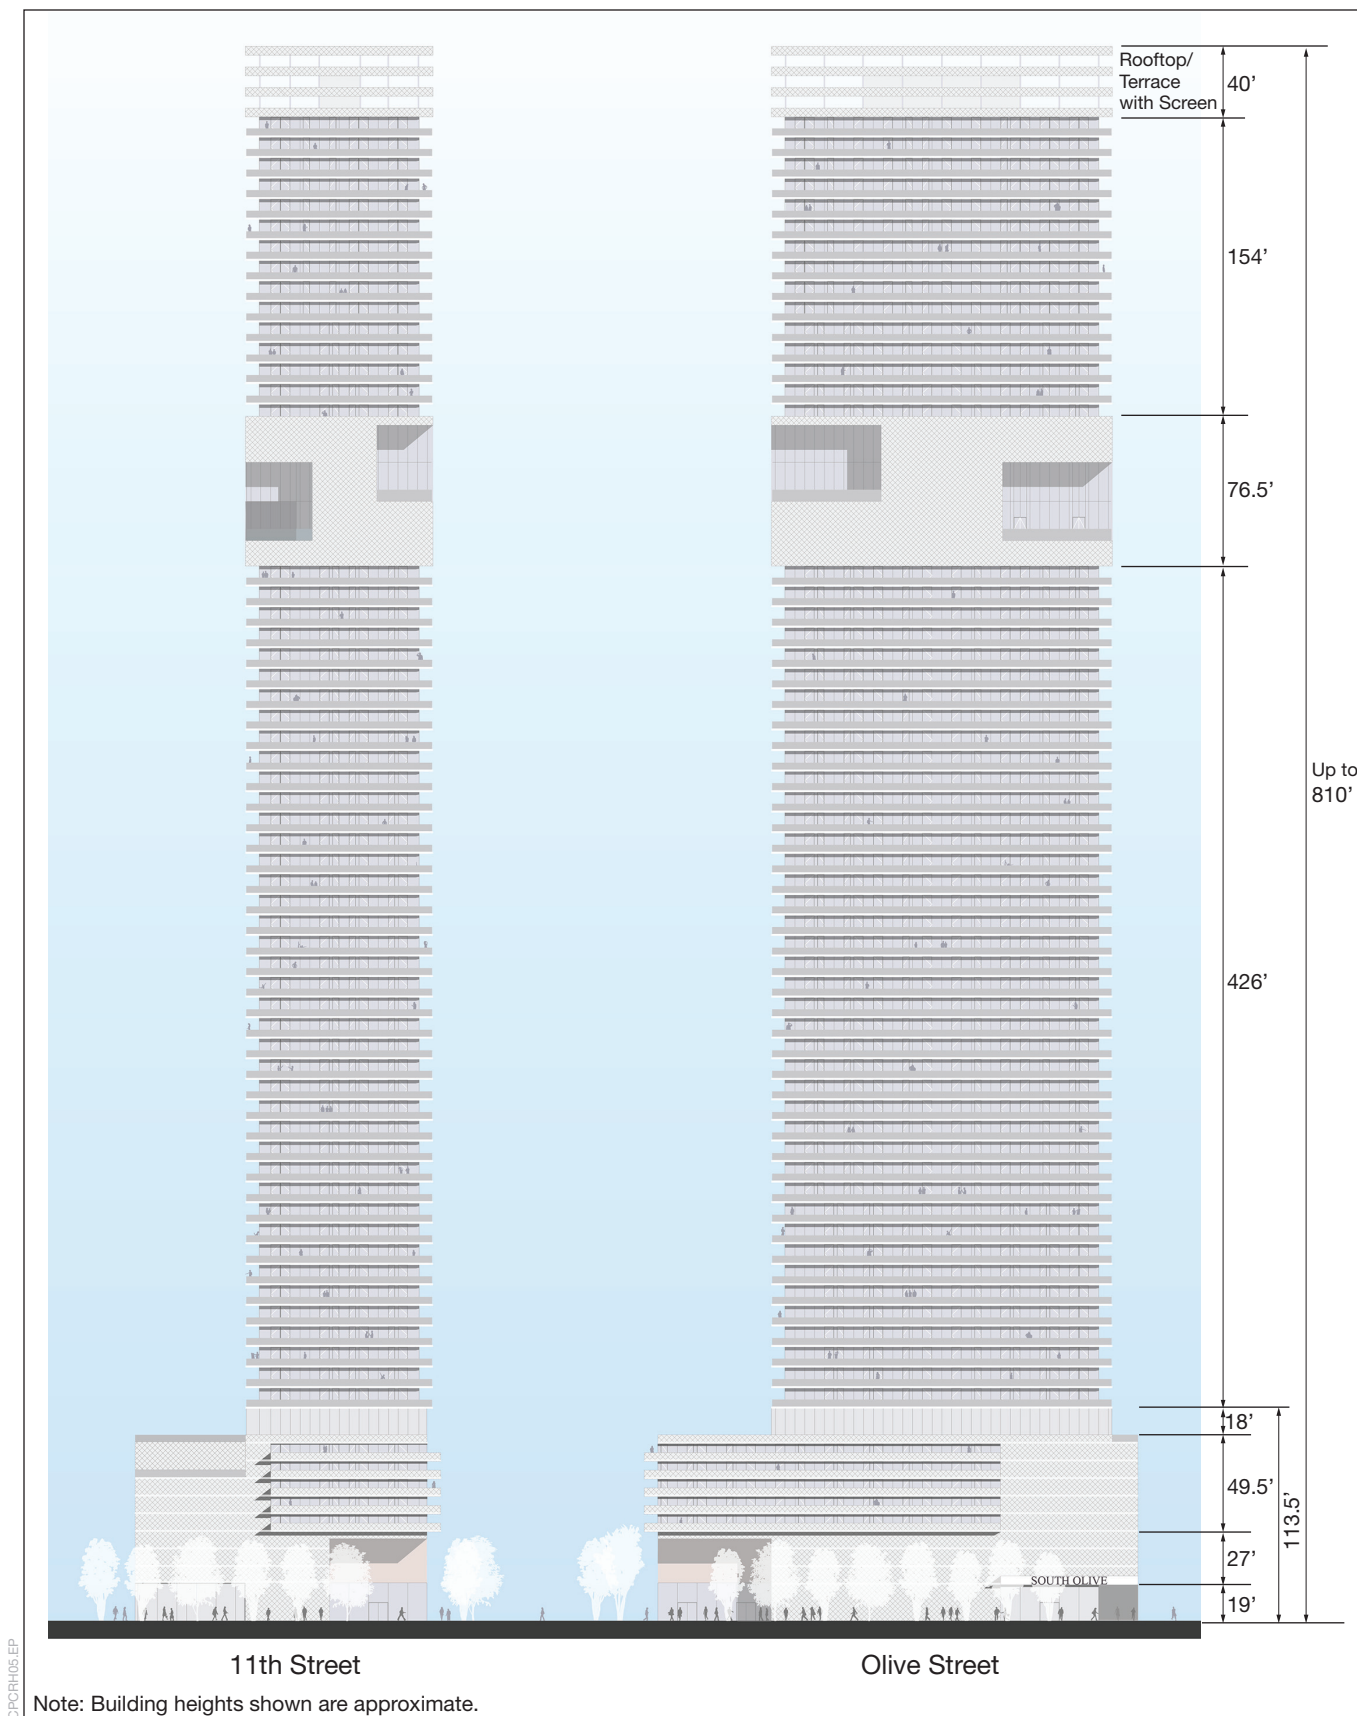 Rooftop/
Terrace
with Screen
40’
154’
76.5’
Up to
810’
426’
18’
49.5’
113.5’
27’
SOUTH OLIVE
19’
11th Street
Olive Street
Note: Building heights shown are approximate.
CPCRH05.EP